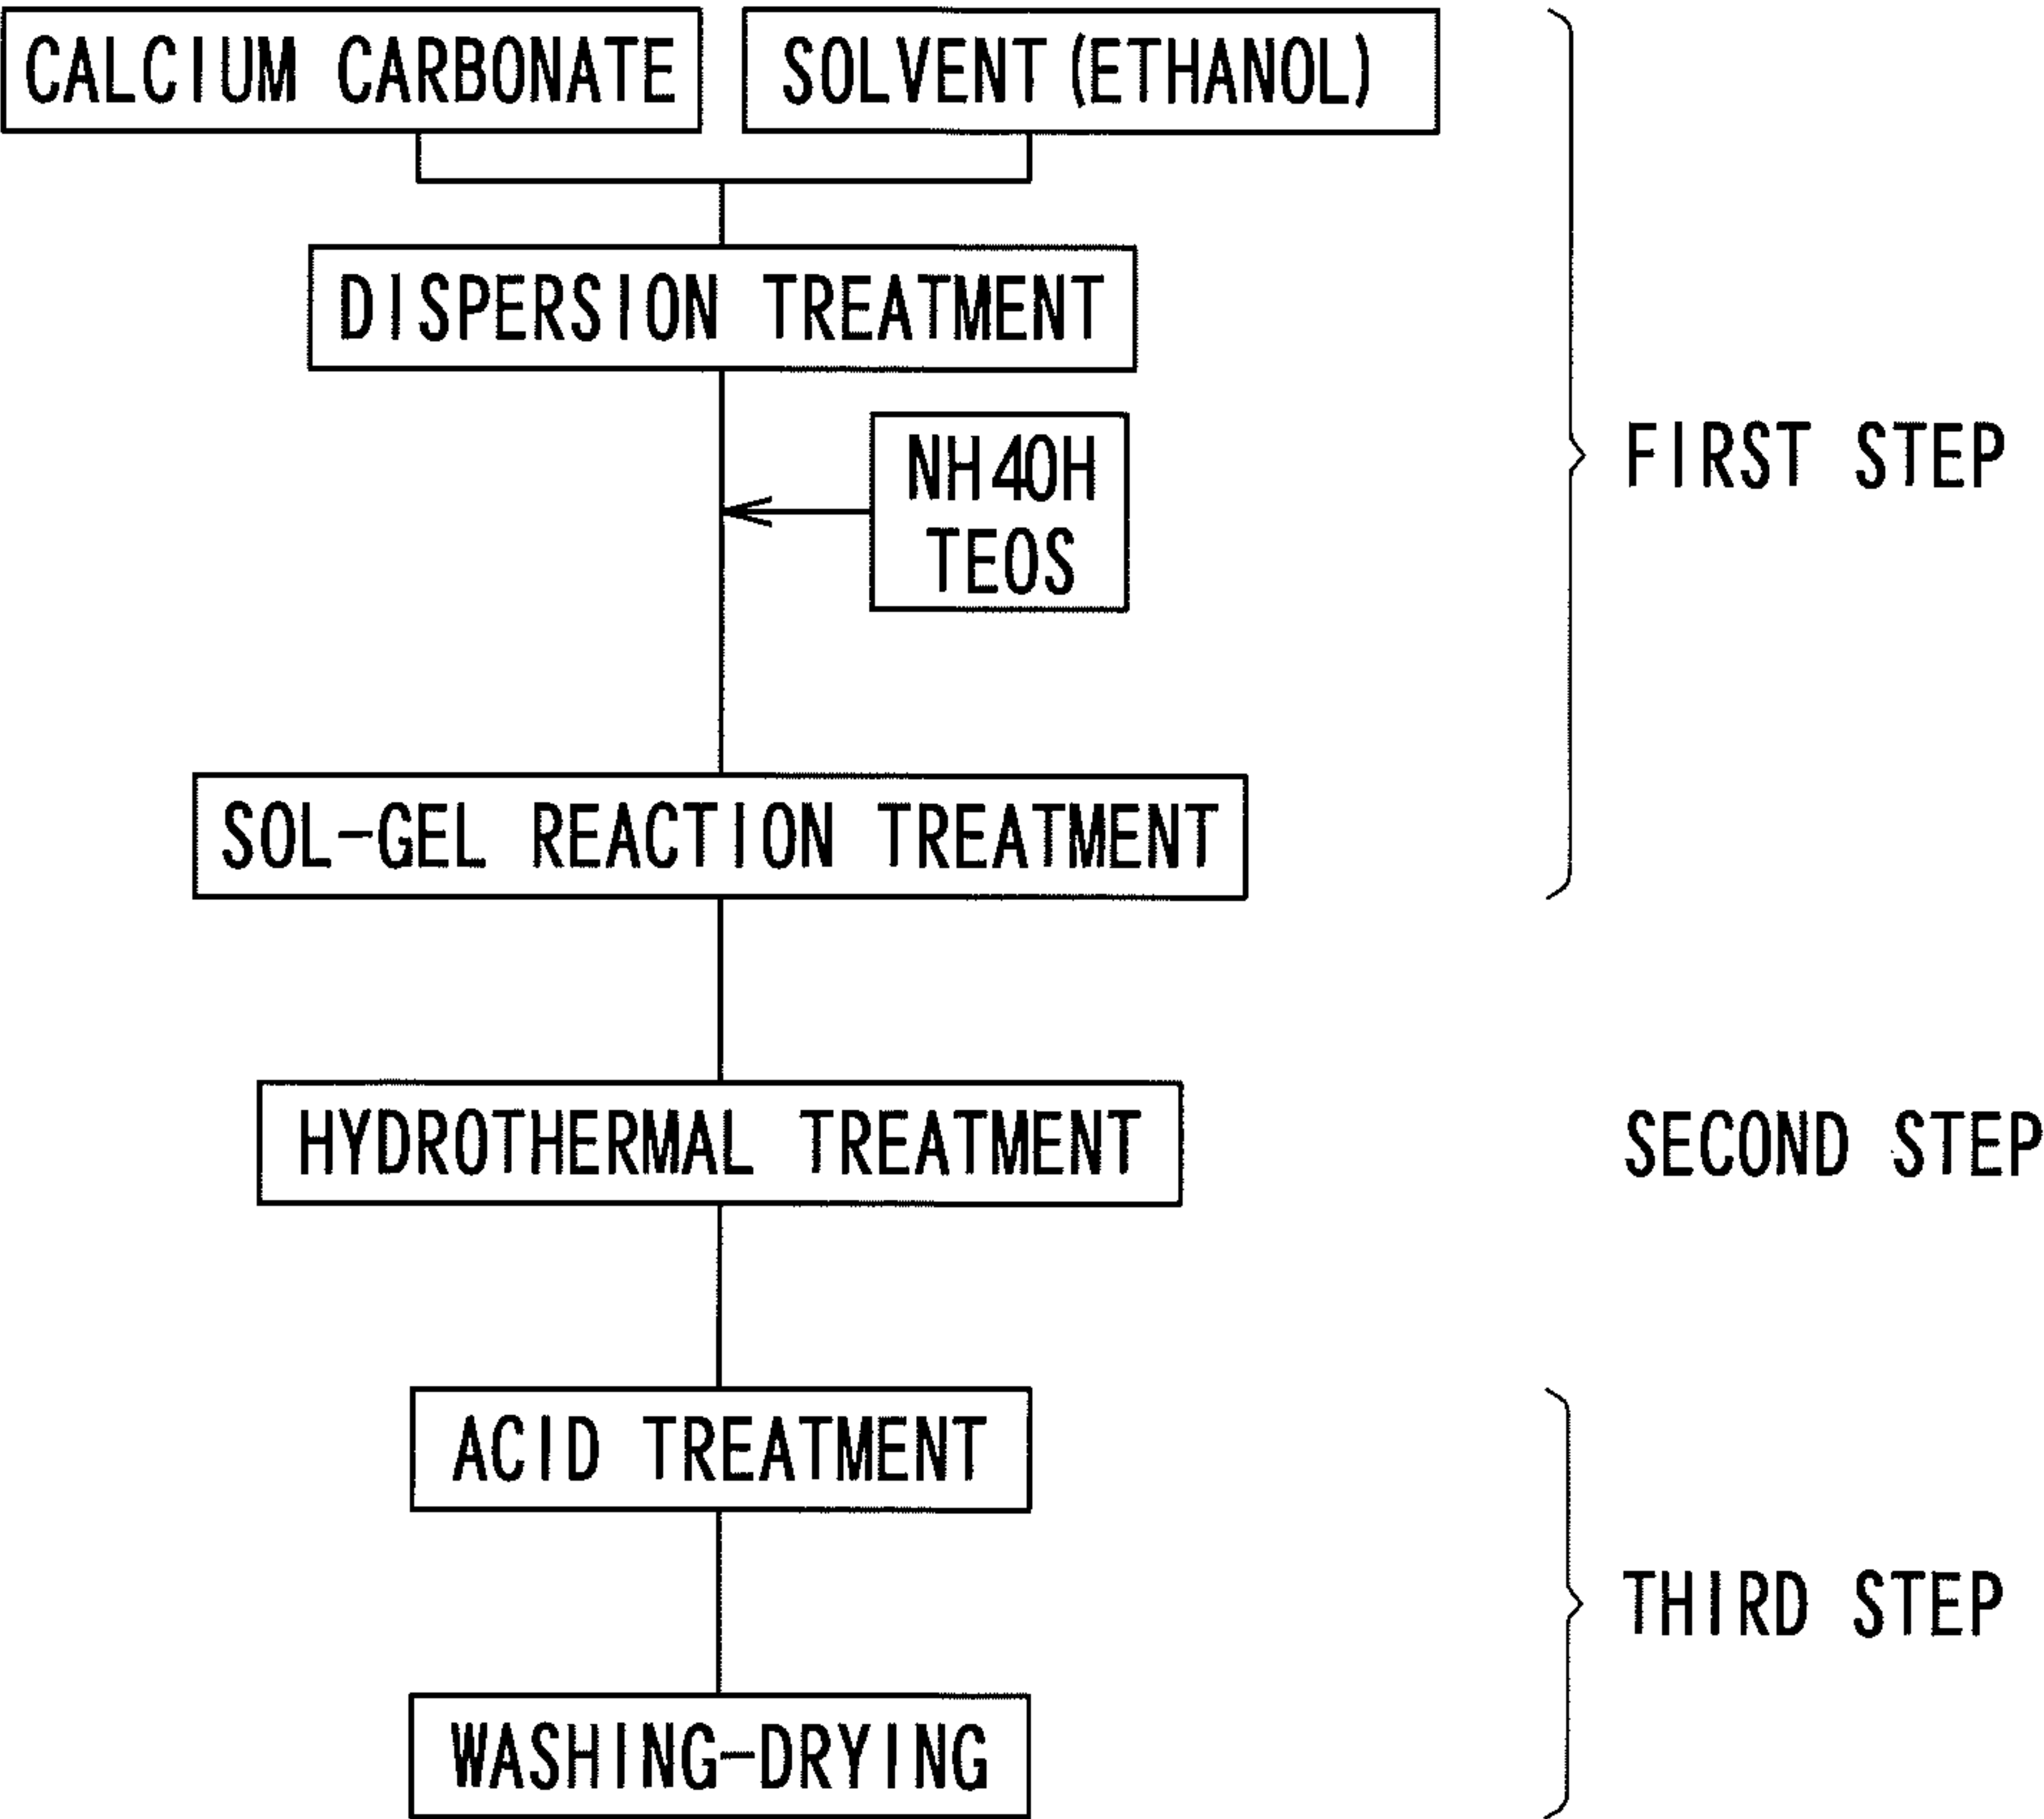 CALCIUM CARBONATE
SOLVENT (ETHANOL)
DISPERSION TREATMENT
NH4OH
TEOS
FIRST STEP
SOL-GEL REACTION TREATMENT
HYDROTHERMAL TREATMENT
SECOND STEP
ACID TREATMENT
THIRD STEP
WASHING-DRYING